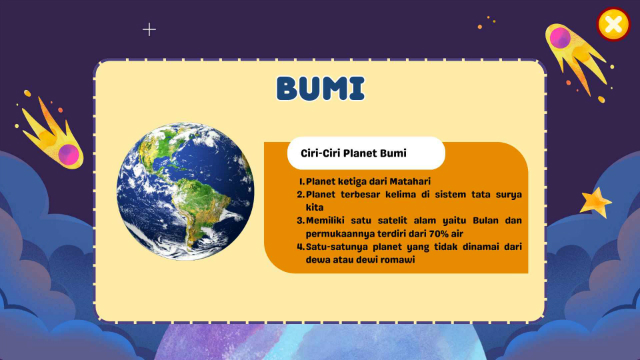 BUMI
Ciri-Ciri Planet Bumi
1. Planet ketiga dari Matahari
2. Planet terbesar kelima di sistem tata surya
kita
3. Memiliki satu satelit alam yaitu Bulan dan
permukaannya terdiri dari 70% air
4. Satu-satunya planet yang tidak dinamai dari
dewa atau dewi romawi